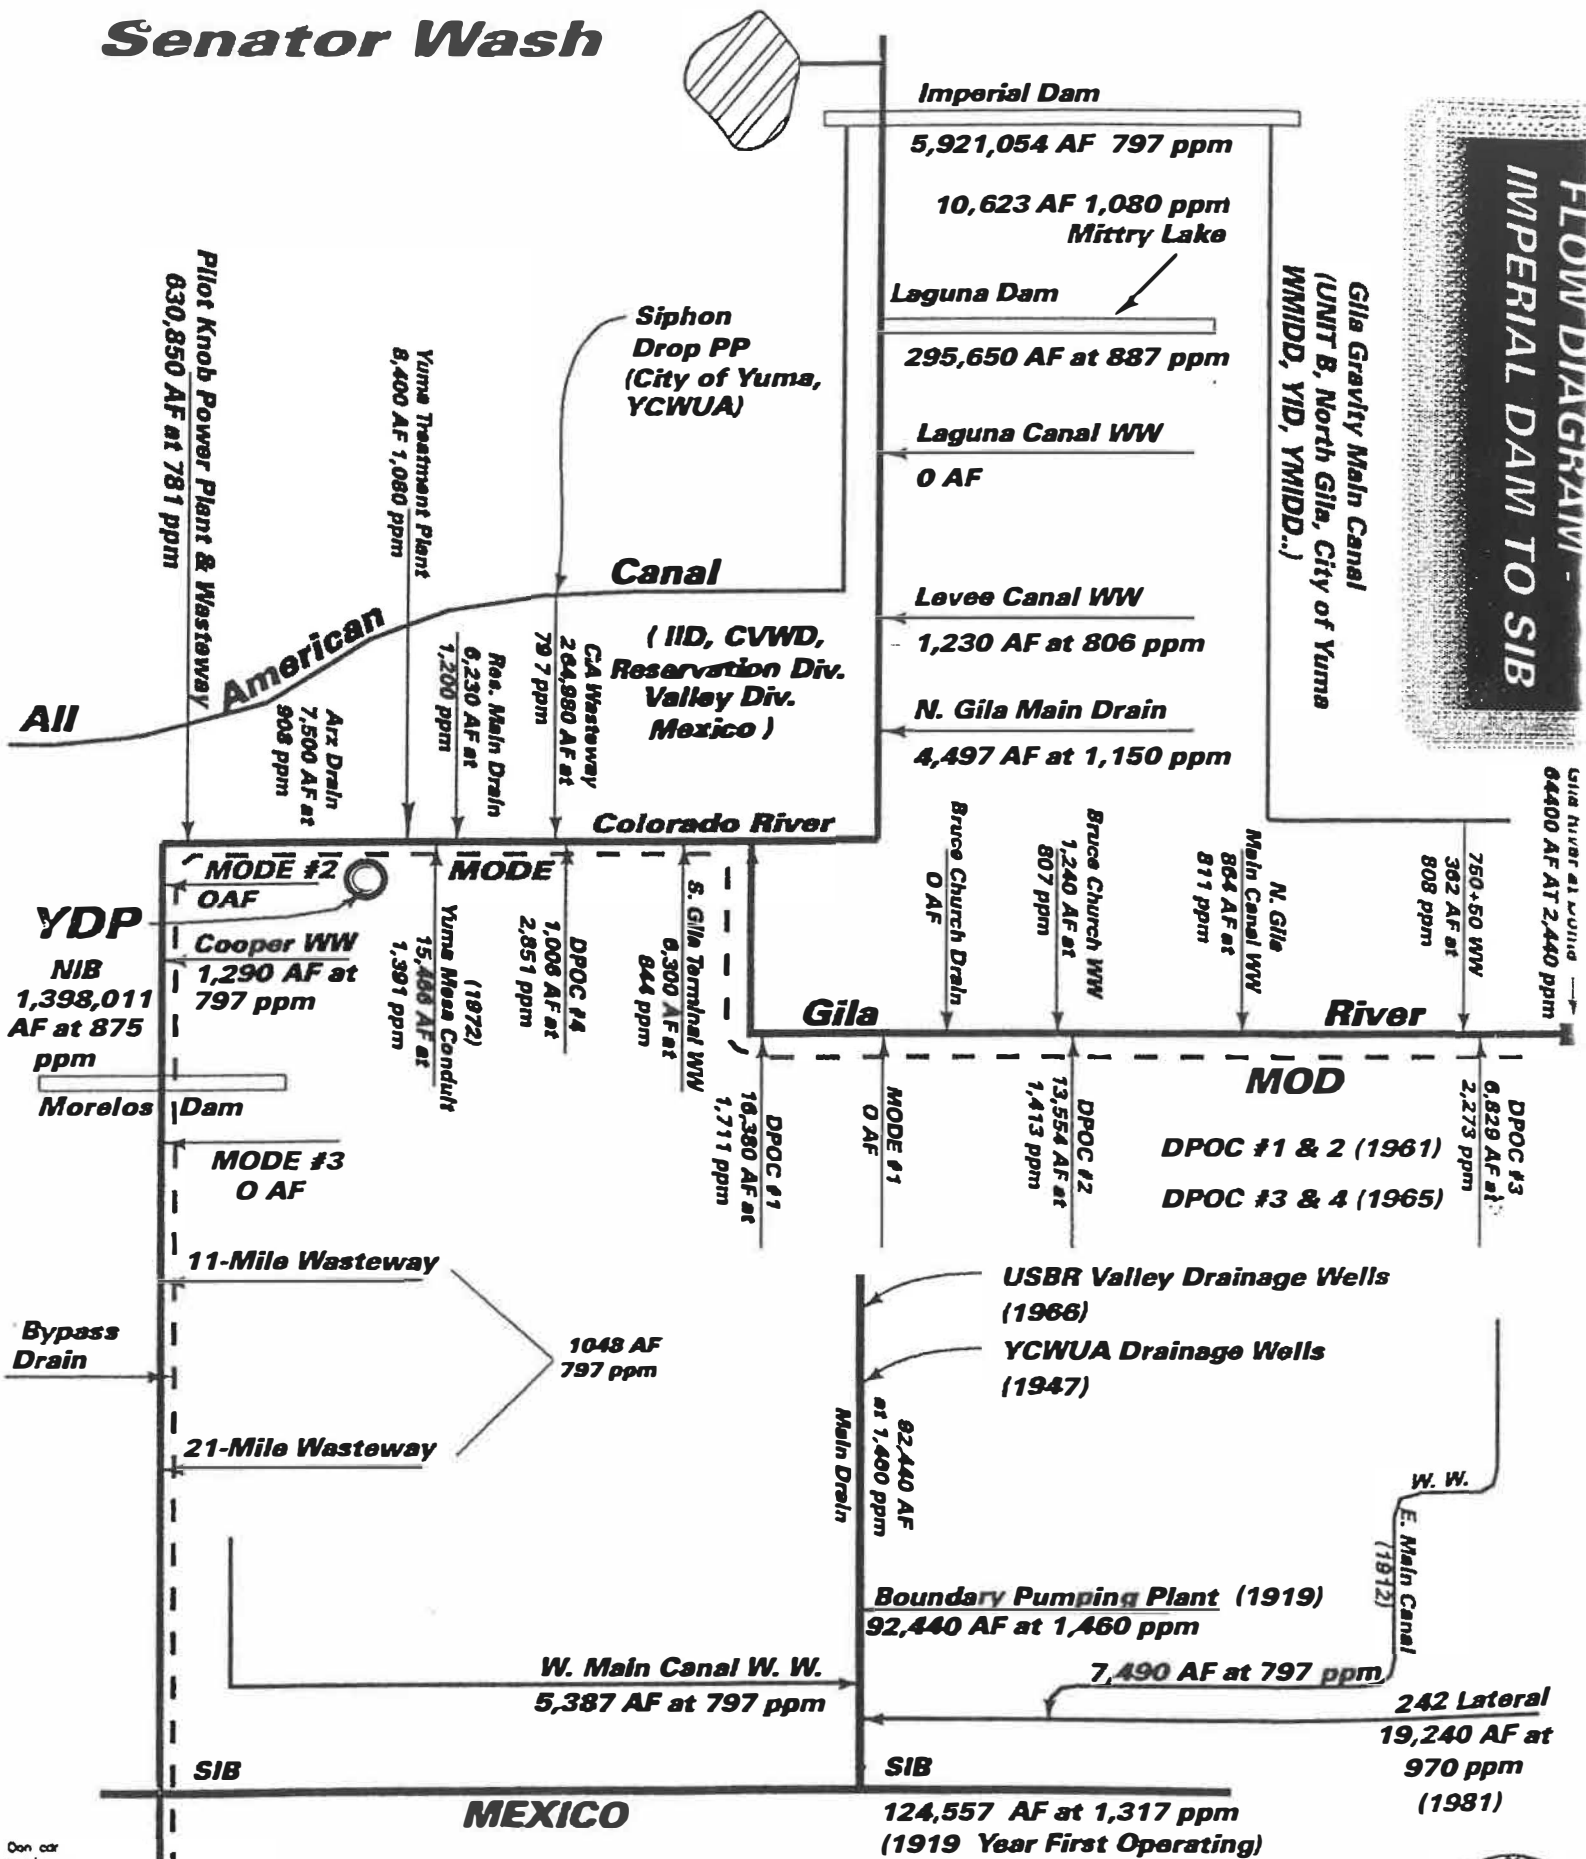 Senator Wash
FLOW DIAGRAM -
IMPERIAL DAM TO SIB
Imperial Dam
5,921,054 AF 797 ppm
10,623 AF 1,080 ppm
Mittry Lake
Laguna Dam
295,650 AF at 887 ppm
Laguna Canal WW
0 AF
Levee Canal WW
1,230 AF at 806 ppm
N. Gila Main Drain
4,497 AF at 1,150 ppm
Gila Gravity Main Canal
(UNIT B, North Gila, City of Yuma
WMIDD, YID, YMIDD..)
Siphon
Drop PP
(City of Yuma,
YCWUA)
Pilot Knob Power Plant & Wasteway
630,850 AF at 781 ppm
Yuma Treatment Plant
8,400 AF 1,080 ppm
All
American
Canal
( IID, CVWD,
Reservation Div.
Valley Div.
Mexico )
Arz Drain
7,500 AF at
908 ppm
Res. Main Drain
6,230 AF at
1,200 ppm
CA Wasteway
264,980 AF at
797 ppm
Colorado River
Bruce Church Drain
0 AF
Bruce Church WW
1,240 AF at
807 ppm
N. Gila
Main Canal WW
864 AF at
811 ppm
750+50 WW
362 AF at
808 ppm
Gila River at
64400 AF AT 2,440 ppm
MODE #2
0AF
MODE
YDP
Cooper WW
1,290 AF at
797 ppm
NIB
1,398,011
AF at 875
ppm
(1972)
Yuma Mesa Conduit
AF at
1,391 ppm
DPOC #4
1,006 AF at
2,851 ppm
S. Gila Terminal WW
6,300 AF at
844 ppm
Gila
River
MOD
Morelos Dam
MODE #3
0 AF
DPOC #1
16,380 AF at
1,711 ppm
MODE #1
0 AF
DPOC #2
13,554 AF at
1,413 ppm
DPOC #1 & 2 (1961)
DPOC #3 & 4 (1965)
DPOC #3
6,829 AF at
2,273 ppm
11-Mile Wasteway
Bypass
Drain
1048 AF
797 ppm
21-Mile Wasteway
USBR Valley Drainage Wells
(1966)
YCWUA Drainage Wells
(1947)
92,440 AF
at 1,460 ppm
Main Drain
W. W.
E. Main Canal
(1912)
Boundary Pumping Plant (1919)
92,440 AF at 1,460 ppm
W. Main Canal W. W.
5,387 AF at 797 ppm
7,490 AF at 797 ppm
242 Lateral
19,240 AF at
970 ppm
(1981)
SIB
SIB
MEXICO
124,557 AF at 1,317 ppm
(1919 Year First Operating)